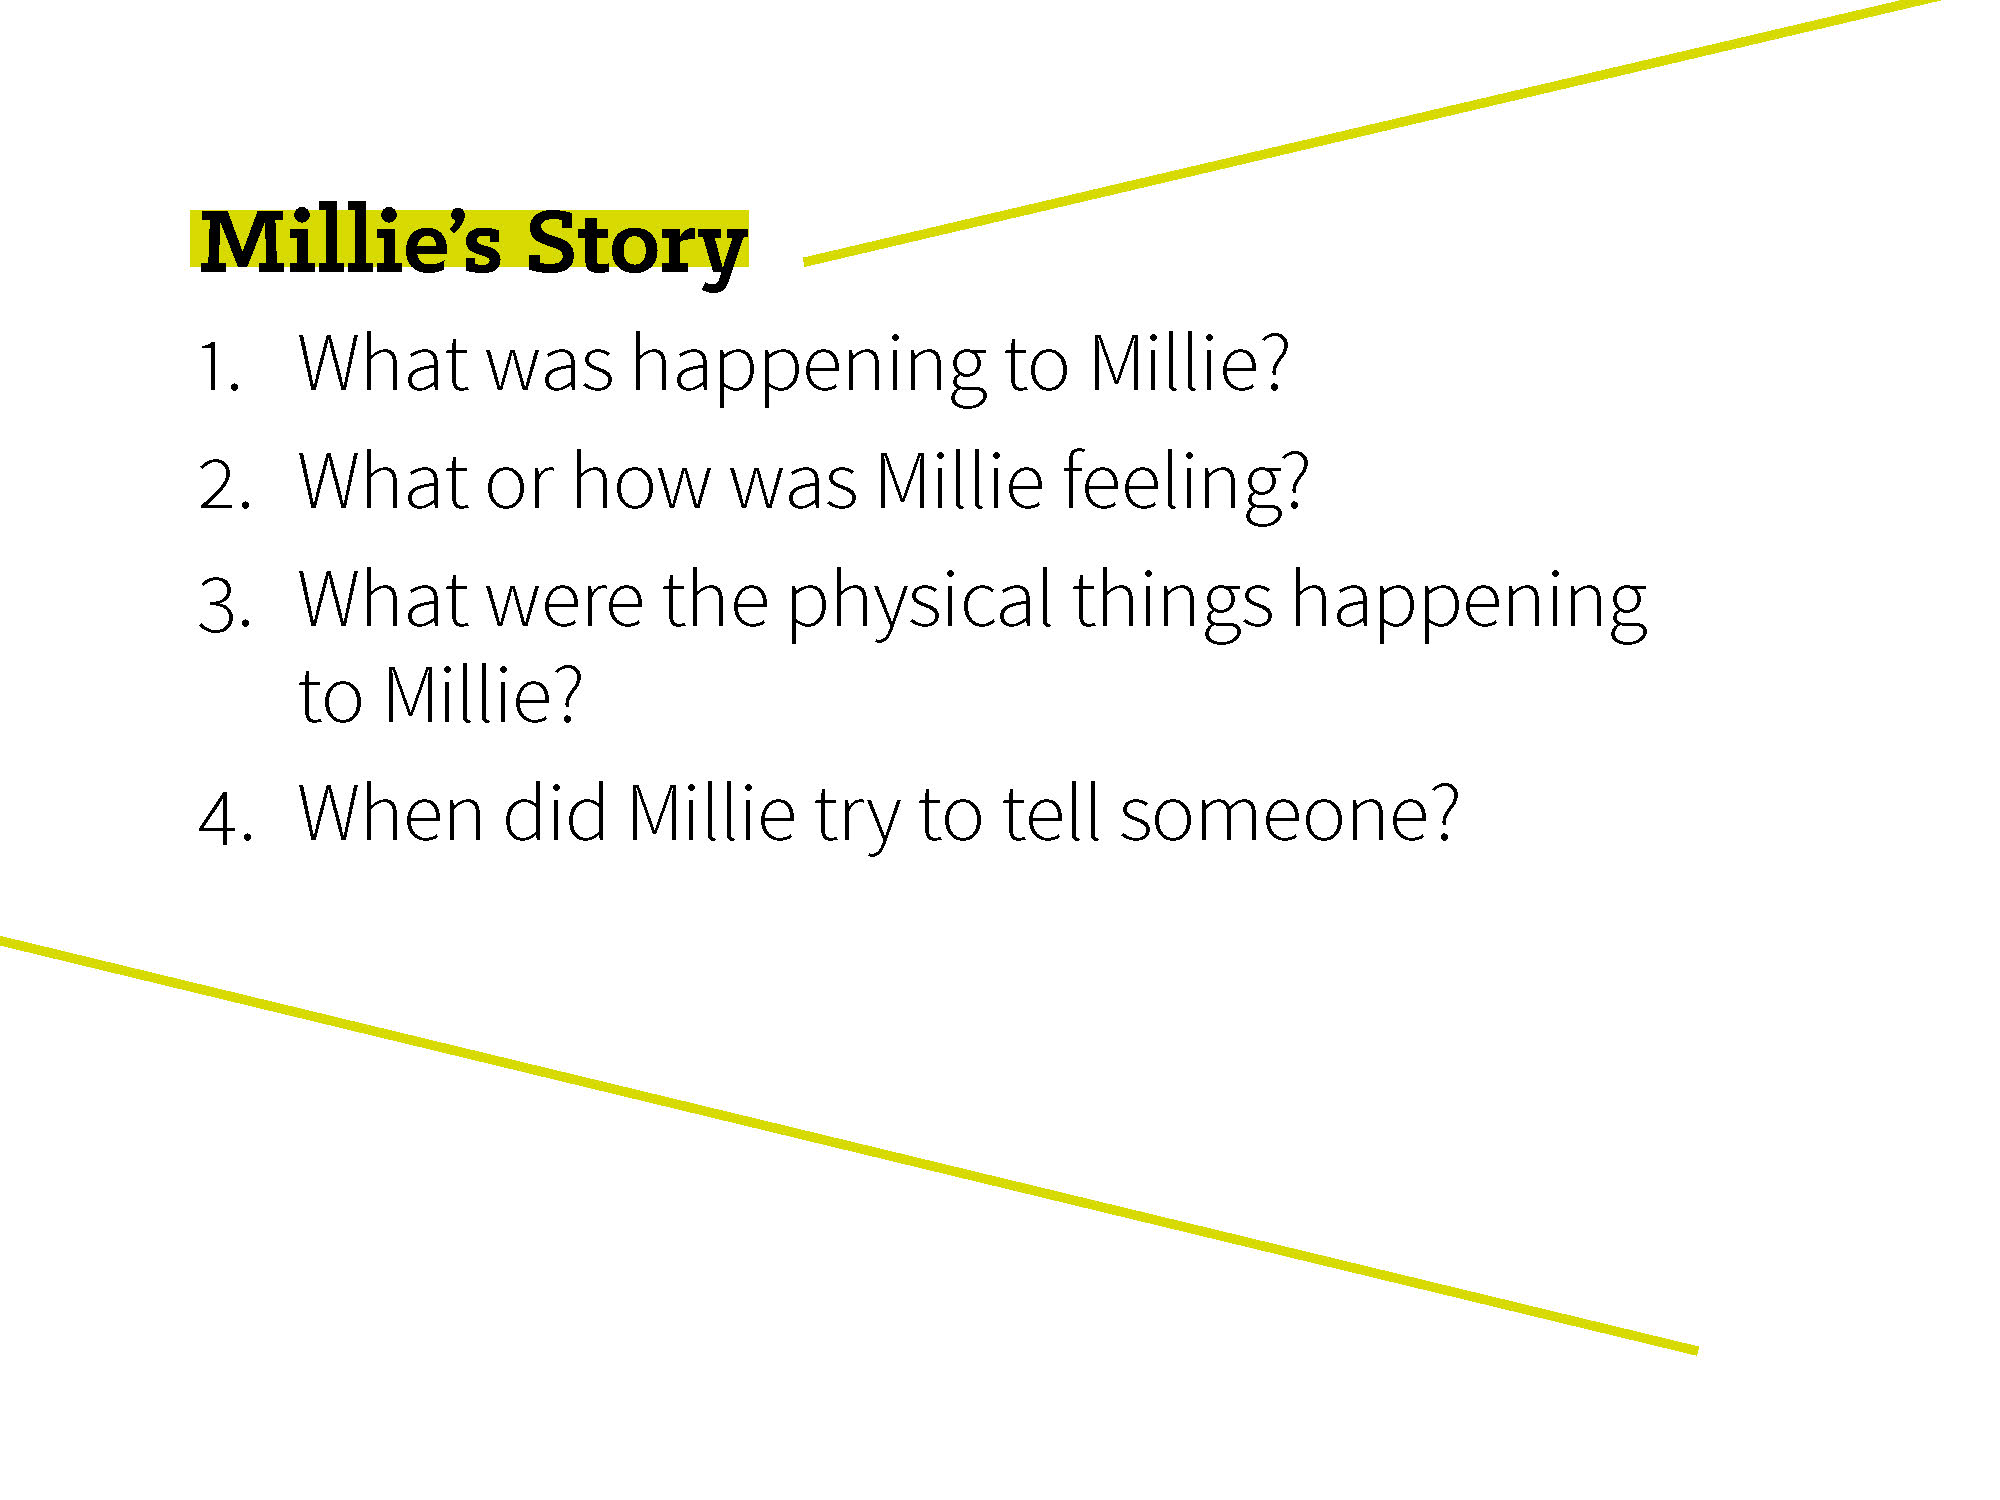 Millie’s Story
1. What was happening to Millie?
2. What or how was Millie feeling?
3. What were the physical things happening
to Millie?
4. When did Millie try to tell someone?